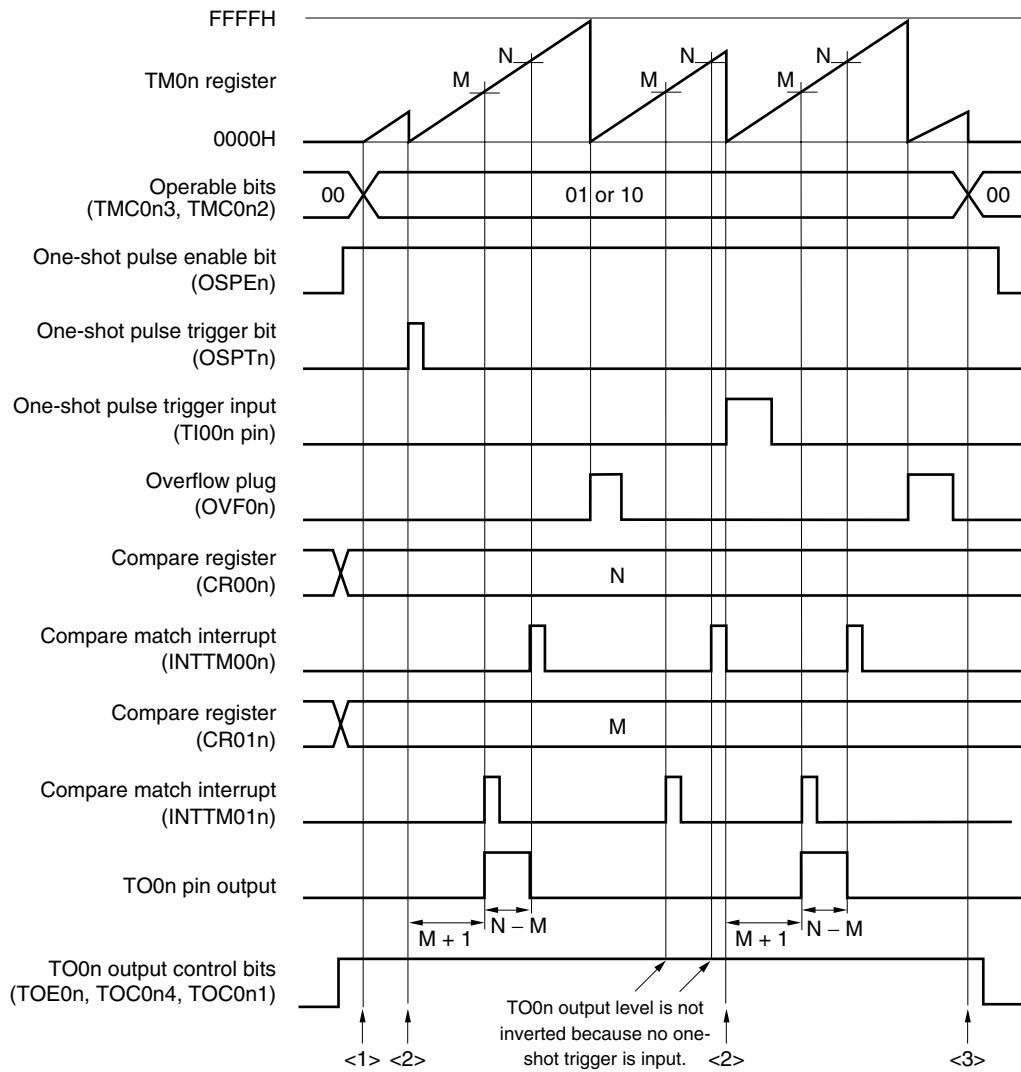 FFFFH
N N N
M M M
TM0n register
0000H
Operable bits
(TMC0n3, TMC0n2)
00 01 or 10 00
One-shot pulse enable bit
(OSPEn)
One-shot pulse trigger bit
(OSPTn)
One-shot pulse trigger input
(TI00n pin)
Overflow plug
(OVF0n)
Compare register
(CR00n)
N
Compare match interrupt
(INTTM00n)
Compare register
(CR01n)
M
Compare match interrupt
(INTTM01n)
TO0n pin output
M + 1 N – M M + 1 N – M
TO0n output control bits
(TOE0n, TOC0n4, TOC0n1)
TO0n output level is not
inverted because no one-
shot trigger is input.
<1> <2> <2> <3>